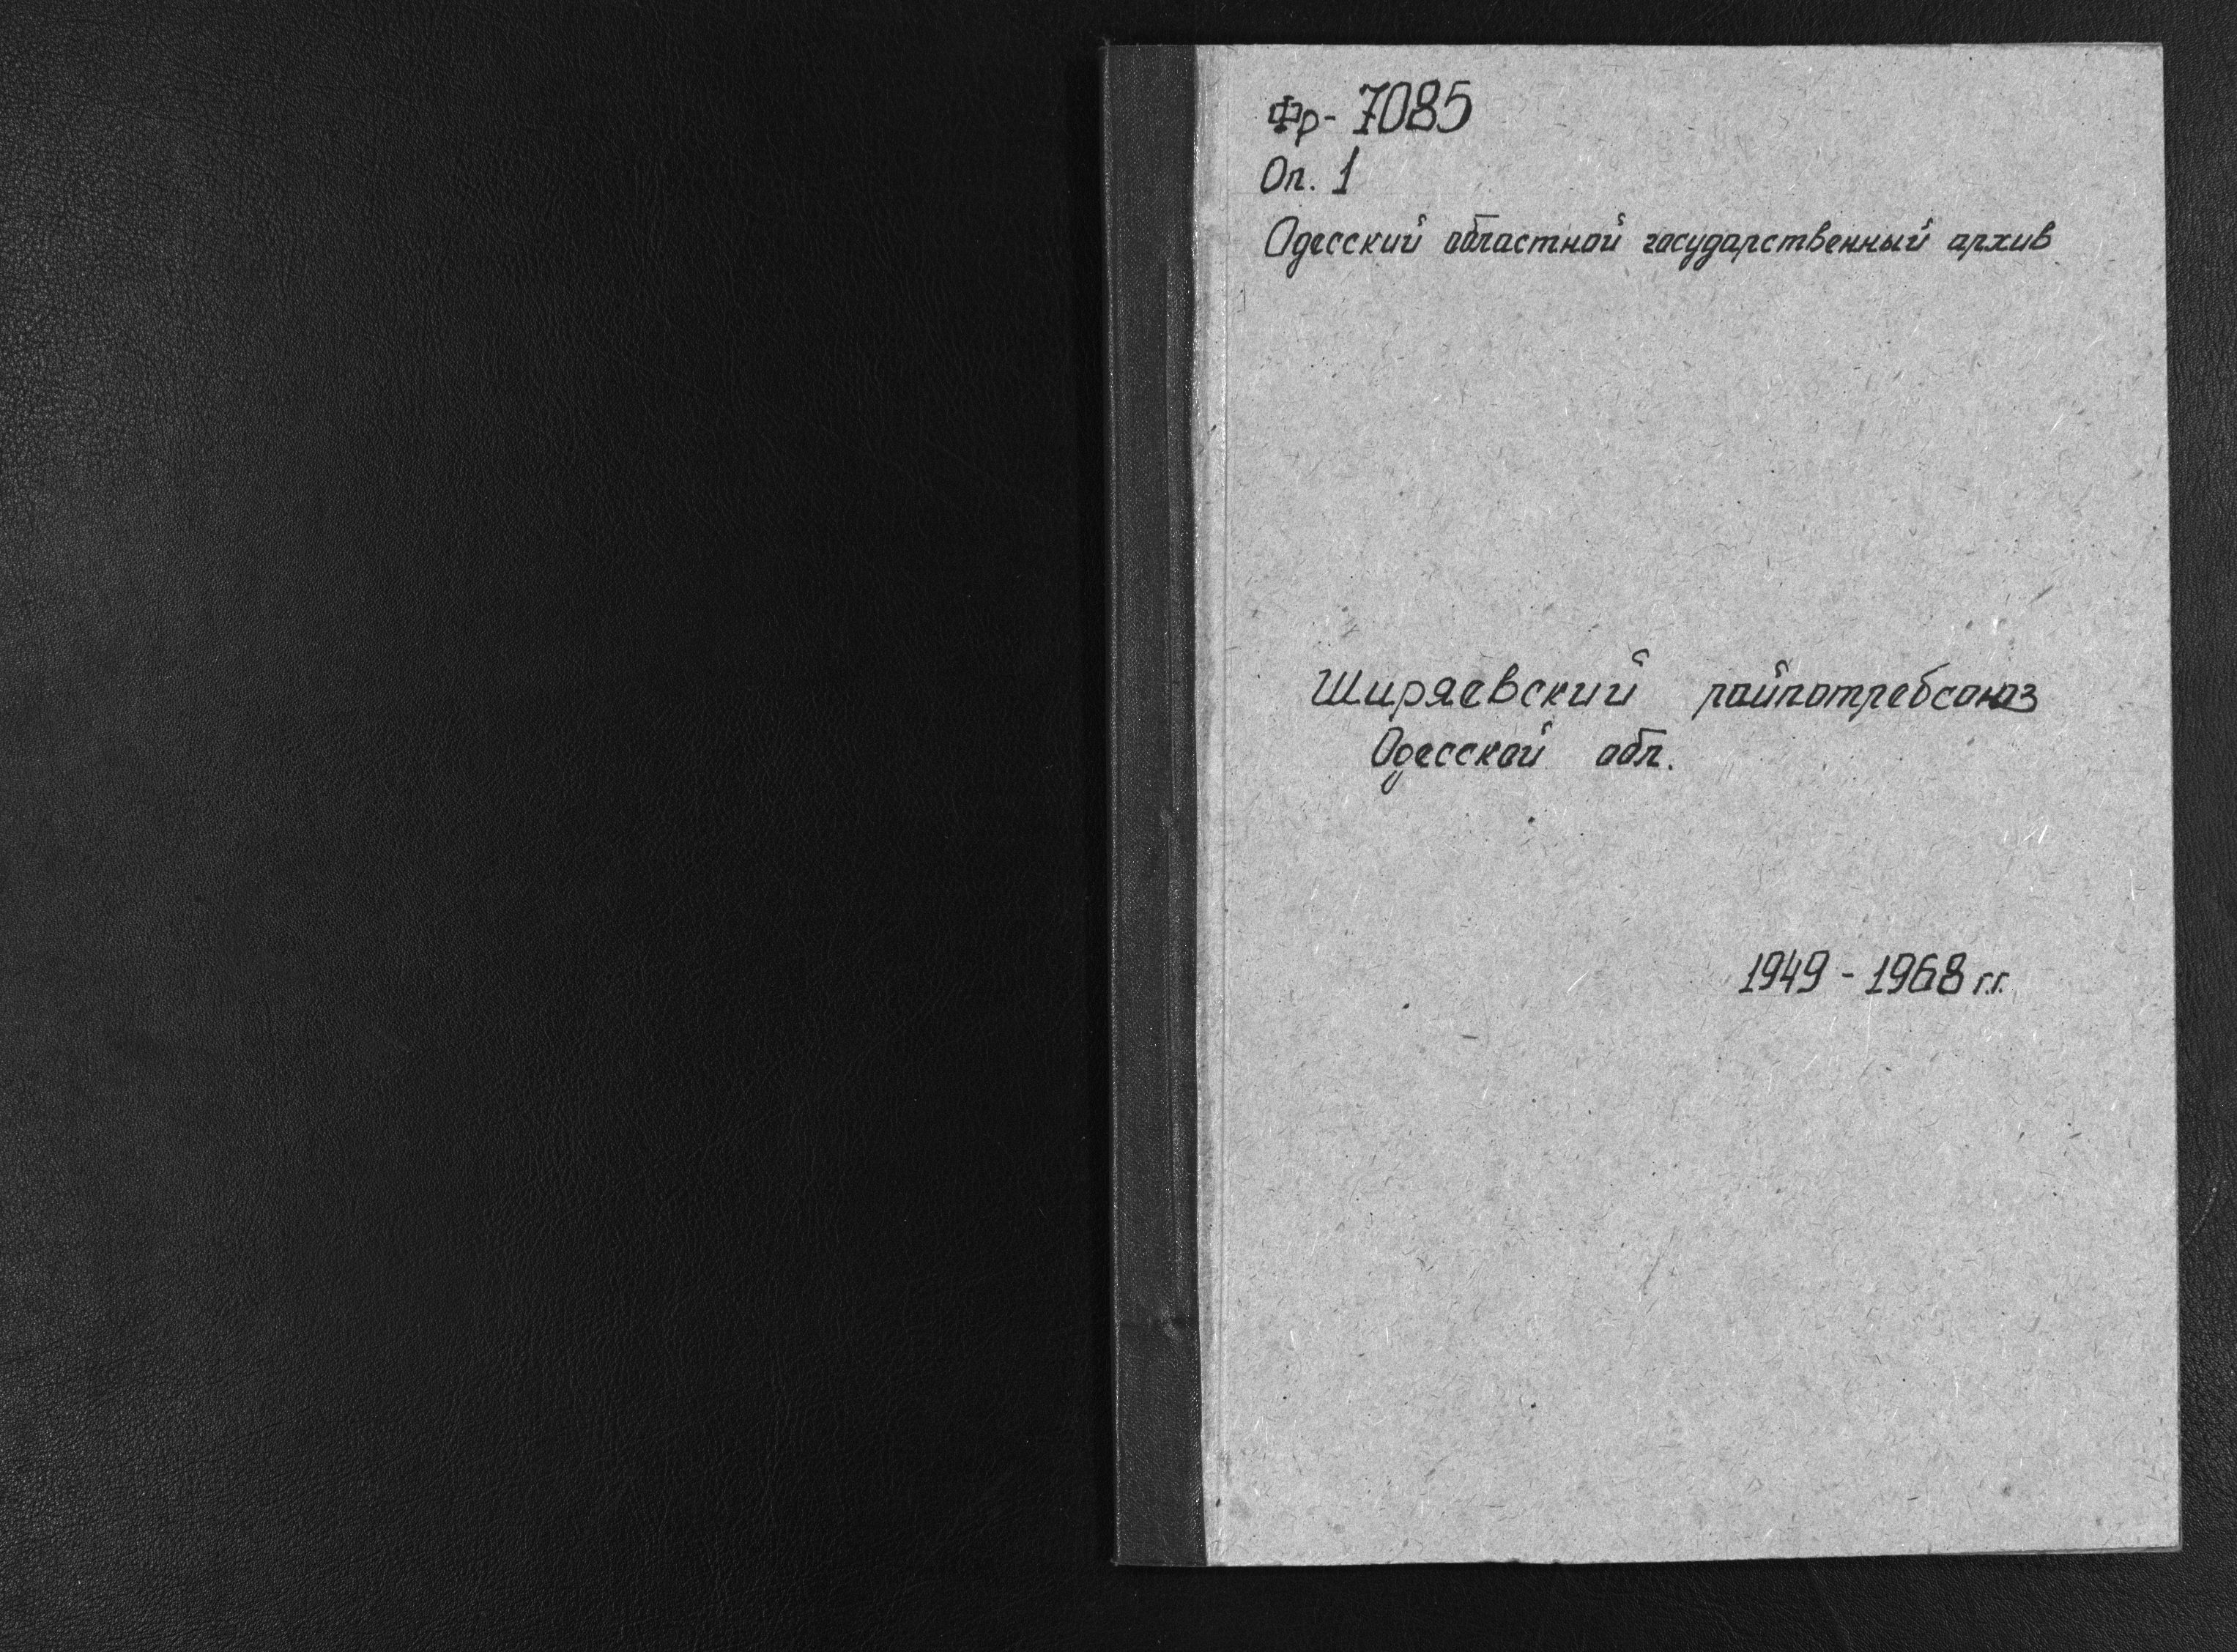 Фр-7085
Оп. 1
Одесский областной государственный архив
Ширяевский райпотребсоюз
Одесской обл.
1949-1968 г.г.